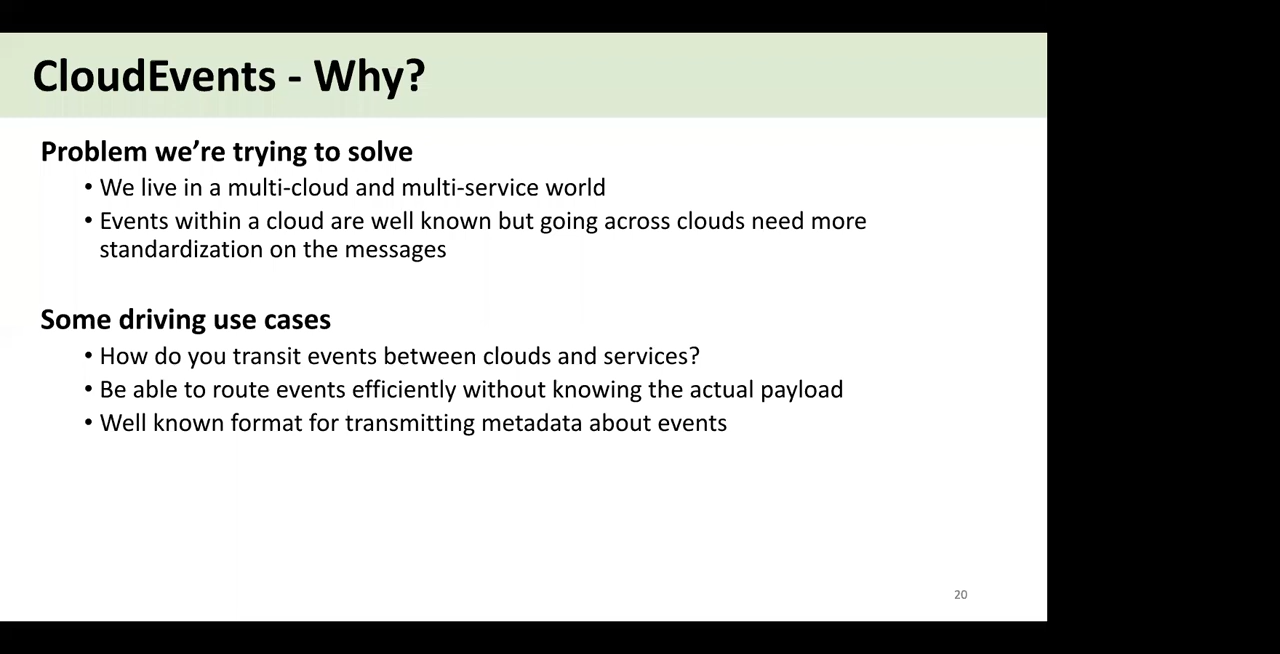 CloudEvents - Why?
Problem we’re trying to solve
• We live in a multi-cloud and multi-service world
• Events within a cloud are well known but going across clouds need more
standardization on the messages
Some driving use cases
• How do you transit events between clouds and services?
• Be able to route events efficiently without knowing the actual payload
• Well known format for transmitting metadata about events
20